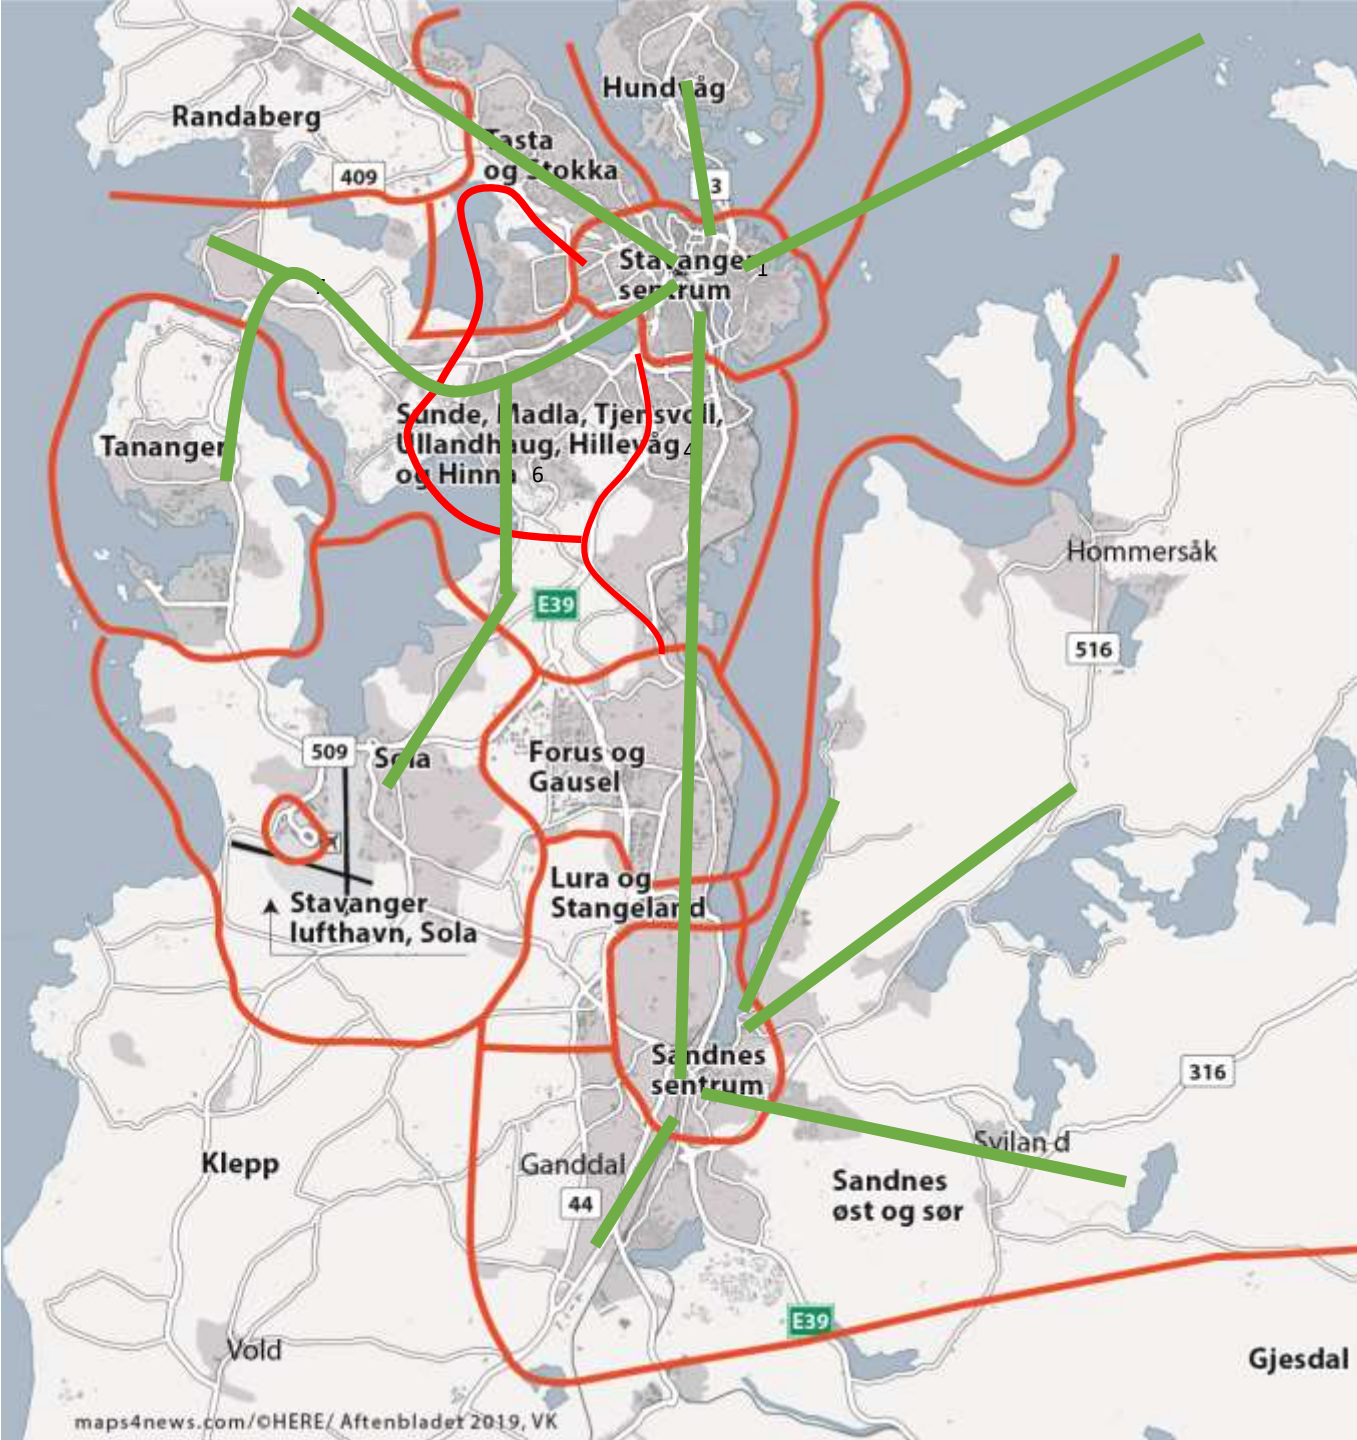 Hundvåg
Randaberg
Tasta
og Stokka
409
13
Stavanger
1
sentrum
Sunde, Madla, Tjensvoll,
Ullandhaug, Hillevåg
og Hinna
6
Tananger
Hommersåk
E39
516
509
Sola
Forus og
Gausel
Lura og
Stangeland
Stavanger
lufthavn, Sola
Sandnes
sentrum
316
Sviland
Klepp
Ganddal
Sandnes
øst og sør
44
E39
Vold
Gjesdal
maps4news.com/©HERE/ Aftenbladet 2019, VK